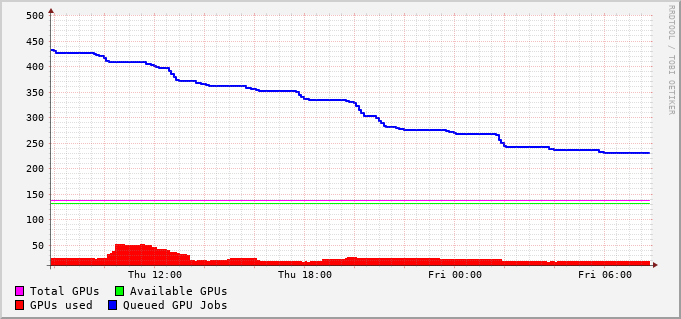 500
450
400
350
300
250
200
150
100
50
Thu 12:00 Thu 18:00 Fri 00:00 Fri 06:00
Total GPUs Available GPUs
GPUs used Queued GPU Jobs
RRDTOOL / TOBI OETIKER